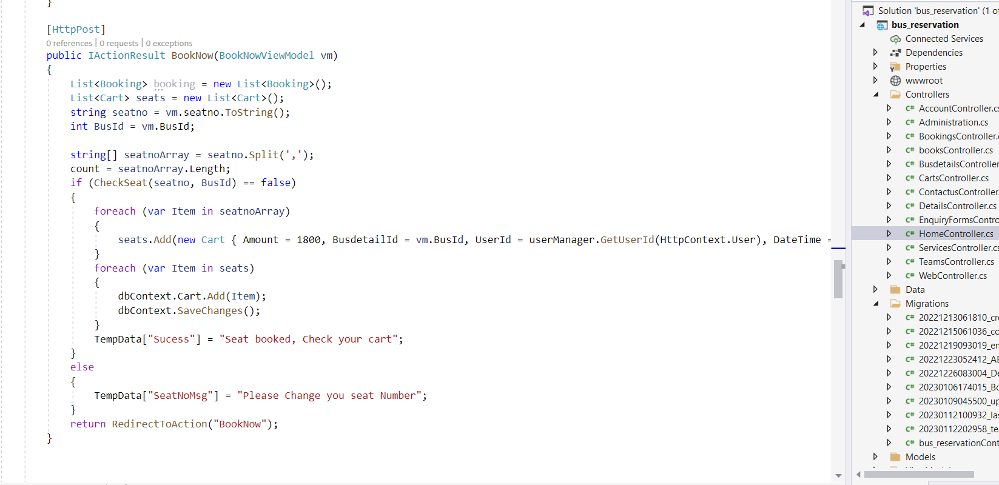 }
[HttpPost]
0 references | 0 requests | 0 exceptions
public IActionResult BookNow(BookNowViewModel vm)
{
List<Booking> booking = new List<Booking>();
List<Cart> seats = new List<Cart>();
string seatno = vm.seatno.ToString();
int BusId = vm.BusId;
string[] seatnoArray = seatno.Split(',');
count = seatnoArray.Length;
if (CheckSeat(seatno, BusId) == false)
{
foreach (var Item in seatnoArray)
{
seats.Add(new Cart { Amount = 1800, BusdetailId = vm.BusId, UserId = userManager.GetUserId(HttpContext.User), DateTime =
}
foreach (var Item in seats)
{
dbContext.Cart.Add(Item);
dbContext.SaveChanges();
}
TempData["Sucess"] = "Seat booked, Check your cart";
}
else
{
TempData["SeatNoMsg"] = "Please Change you seat Number";
}
return RedirectToAction("BookNow");
}
Solution 'bus_reservation' (1 of
bus_reservation
Connected Services
Dependencies
Properties
wwwroot
Controllers
C# AccountController.cs
C# Administration.cs
C# BookingsController.
C# booksController.cs
C# BusdetailsController
C# CartsController.cs
C# ContactusController.
C# DetailsController.cs
C# EnquiryFormsContro
C# HomeController.cs
C# ServicesController.cs
C# TeamsController.cs
C# WebController.cs
Data
Migrations
C# 20221213061810_cr
C# 20221215061036_co
C# 20221219093019_en
C# 20221223052412_AE
C# 20221226083004_De
C# 20230106174015_Bo
C# 20230109045500_up
C# 20230112100932_las
C# 20230112202958_te
C# bus_reservationCont
Models